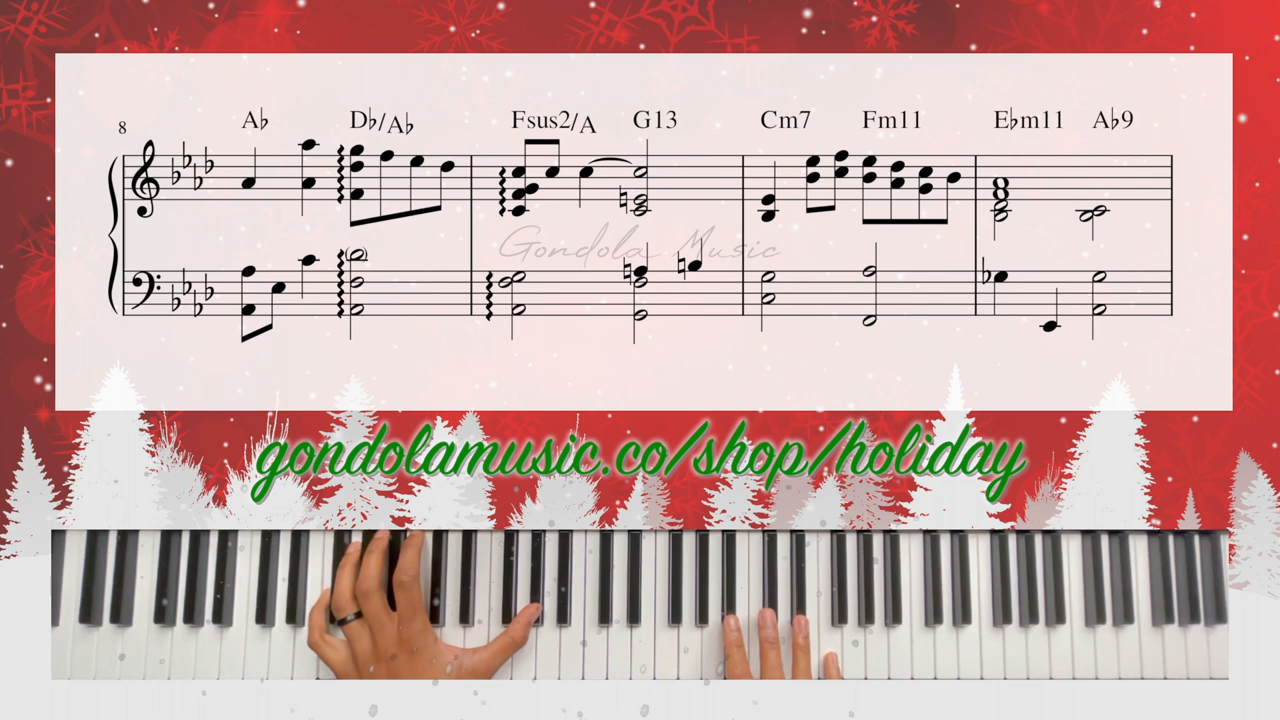 8 A♭ D♭/A♭ Fsus2/A G13 Cm7 Fm11 E♭m11 A♭9
Gondola Music
gondolamusic.co/shop/holiday